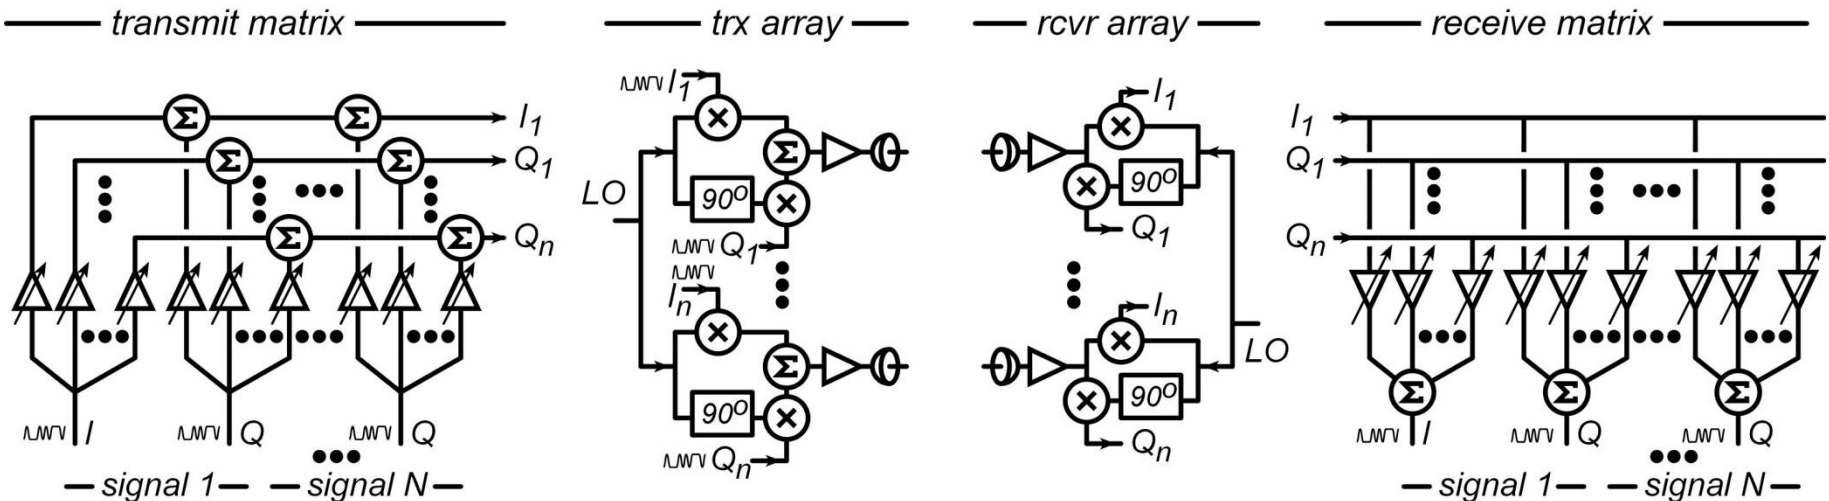 transmit matrix
trx array
rcvr array
receive matrix
Σ Σ I1
Σ Σ Q1
Σ Σ Qn
I Q Q
signal 1 signal N
I1
×
Σ
LO
90o ×
Q1
In
×
Σ
90o ×
Qn
× I1
× 90o
Q1
LO
× In
× 90o
Qn
I1
Q1
Qn
Σ Σ Σ
I Q Q
signal 1 signal N